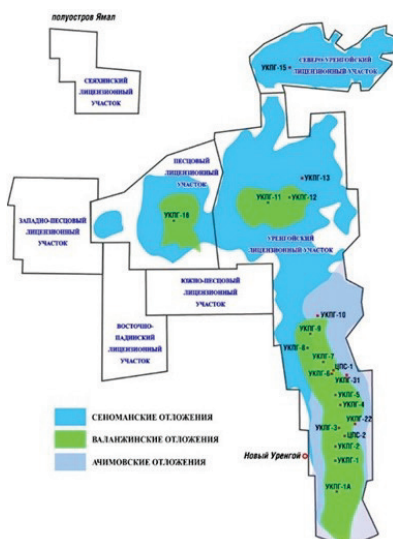 полуостров Ямал
СЕЯХИНСКИЙ
ЛИЦЕНЗИОННЫЙ
УЧАСТОК
УКПГ-15
СЕВЕРО-УРЕНГОЙСКИЙ
ЛИЦЕНЗИОННЫЙ УЧАСТОК
ПЕСЦОВЫЙ
ЛИЦЕНЗИОННЫЙ
УЧАСТОК
УКПГ-13
УКПГ-11
УКПГ-12
УКПГ-16
ЗАПАДНО-ПЕСЦОВЫЙ
ЛИЦЕНЗИОННЫЙ
УЧАСТОК
УРЕНГОЙСКИЙ
ЛИЦЕНЗИОННЫЙ УЧАСТОК
ЮЖНО-ПЕСЦОВЫЙ
ЛИЦЕНЗИОННЫЙ
УЧАСТОК
ВОСТОЧНО-
ПАДИНСКИЙ
ЛИЦЕНЗИОННЫЙ
УЧАСТОК
УКПГ-10
УКПГ-9
УКПГ-8
УКПГ-7
ЦПС-1
УКПГ-6
УКПГ-31
УКПГ-5
УКПГ-4
УКПГ-22
УКПГ-3
ЦПС-2
УКПГ-2
УКПГ-1
УКПГ-1А
Новый Уренгой
СЕНОМАНСКИЕ ОТЛОЖЕНИЯ
ВАЛАНЖИНСКИЕ ОТЛОЖЕНИЯ
АЧИМОВСКИЕ ОТЛОЖЕНИЯ